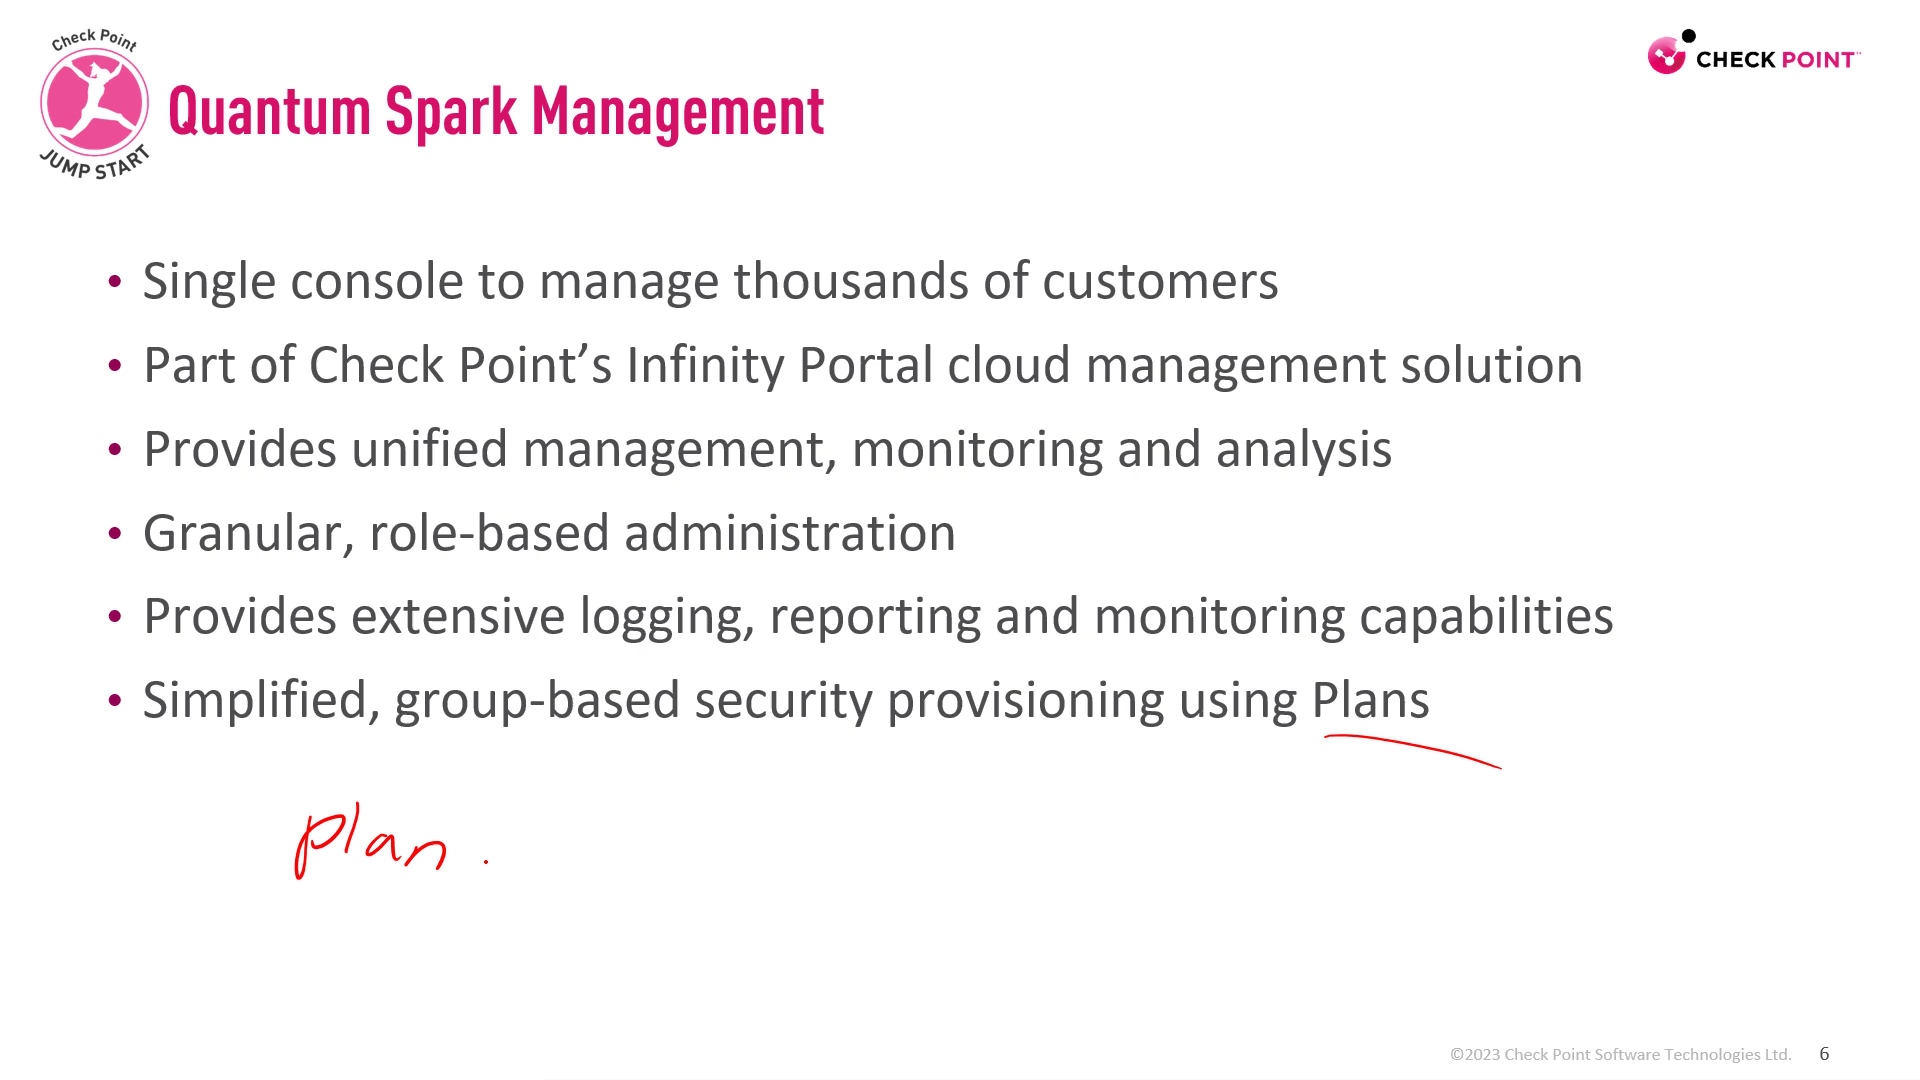 Check Point
JUMP START
CHECK POINT
Quantum Spark Management
• Single console to manage thousands of customers
• Part of Check Point’s Infinity Portal cloud management solution
• Provides unified management, monitoring and analysis
• Granular, role-based administration
• Provides extensive logging, reporting and monitoring capabilities
• Simplified, group-based security provisioning using Plans
plan .
©2023 Check Point Software Technologies Ltd. 6